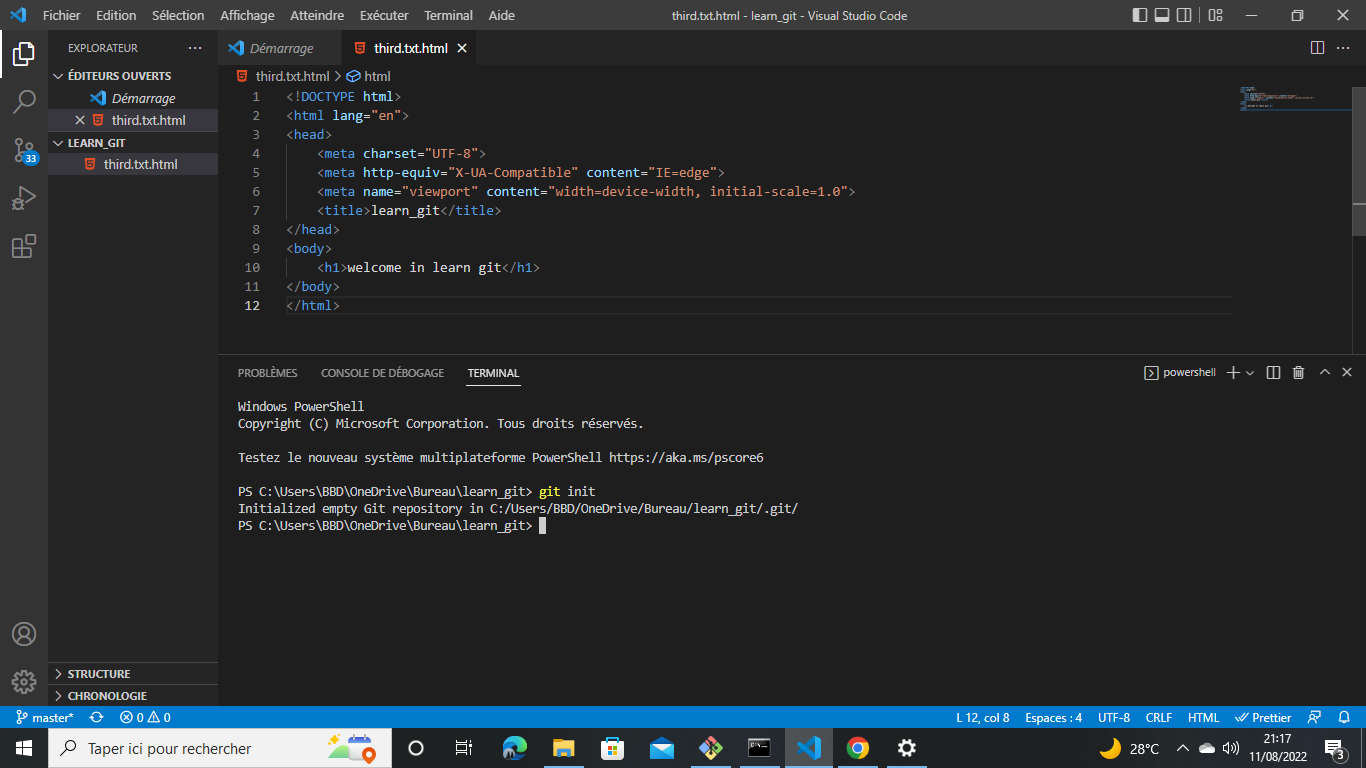 Fichier Edition Sélection Affichage Atteindre Exécuter Terminal Aide third.txt.html - learn_git - Visual Studio Code
EXPLORATEUR
Démarrage third.txt.html
ÉDITEURS OUVERTS
Démarrage
third.txt.html
LEARN_GIT
third.txt.html
33
third.txt.html > html
1 <!DOCTYPE html>
2 <html lang="en">
3 <head>
4 <meta charset="UTF-8">
5 <meta http-equiv="X-UA-Compatible" content="IE=edge">
6 <meta name="viewport" content="width=device-width, initial-scale=1.0">
7 <title>learn_git</title>
8 </head>
9 <body>
10 <h1>welcome in learn git</h1>
11 </body>
12 </html>
PROBLÈMES CONSOLE DE DÉBOGAGE TERMINAL powershell
Windows PowerShell
Copyright (C) Microsoft Corporation. Tous droits réservés.
Testez le nouveau système multiplateforme PowerShell https://aka.ms/pscore6
PS C:\Users\BBD\OneDrive\Bureau\learn_git> git init
Initialized empty Git repository in C:/Users/BBD/OneDrive/Bureau/learn_git/.git/
PS C:\Users\BBD\OneDrive\Bureau\learn_git>
STRUCTURE
CHRONOLOGIE
master* 0 0 L 12, col 8 Espaces : 4 UTF-8 CRLF HTML Prettier
Taper ici pour rechercher 28°C 21:17
11/08/2022 3